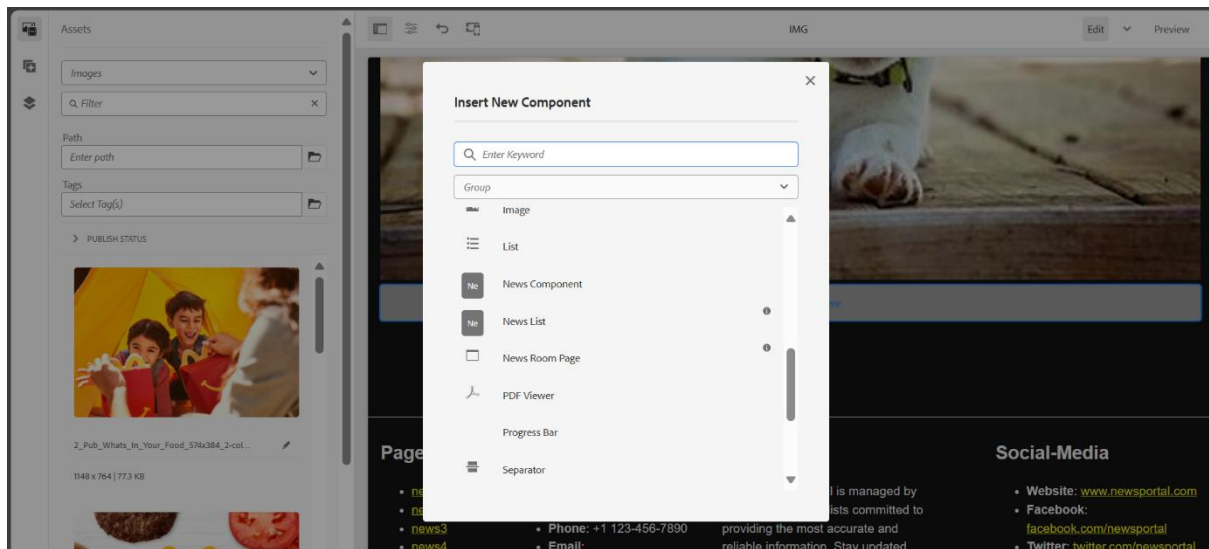 Assets
Images
Filter
Path
Enter path
Tags
Select Tag(s)
PUBLISH STATUS
2_Pub_Whats_In_Your_Food_574x384_2-col...
1148 x 764 | 77.3 KB
IMG
Edit
Preview
Insert New Component
Enter Keyword
Group
Image
List
Ne
News Component
Ne
News List
News Room Page
PDF Viewer
Progress Bar
Separator
Page
news3
news4
Phone: +1 123-456-7890
Email:
l is managed by
ists committed to
providing the most accurate and
reliable information. Stay updated
Social-Media
Website: www.newsportal.com
Facebook:
facebook.com/newsportal
Twitter: twitter.com/newsportal